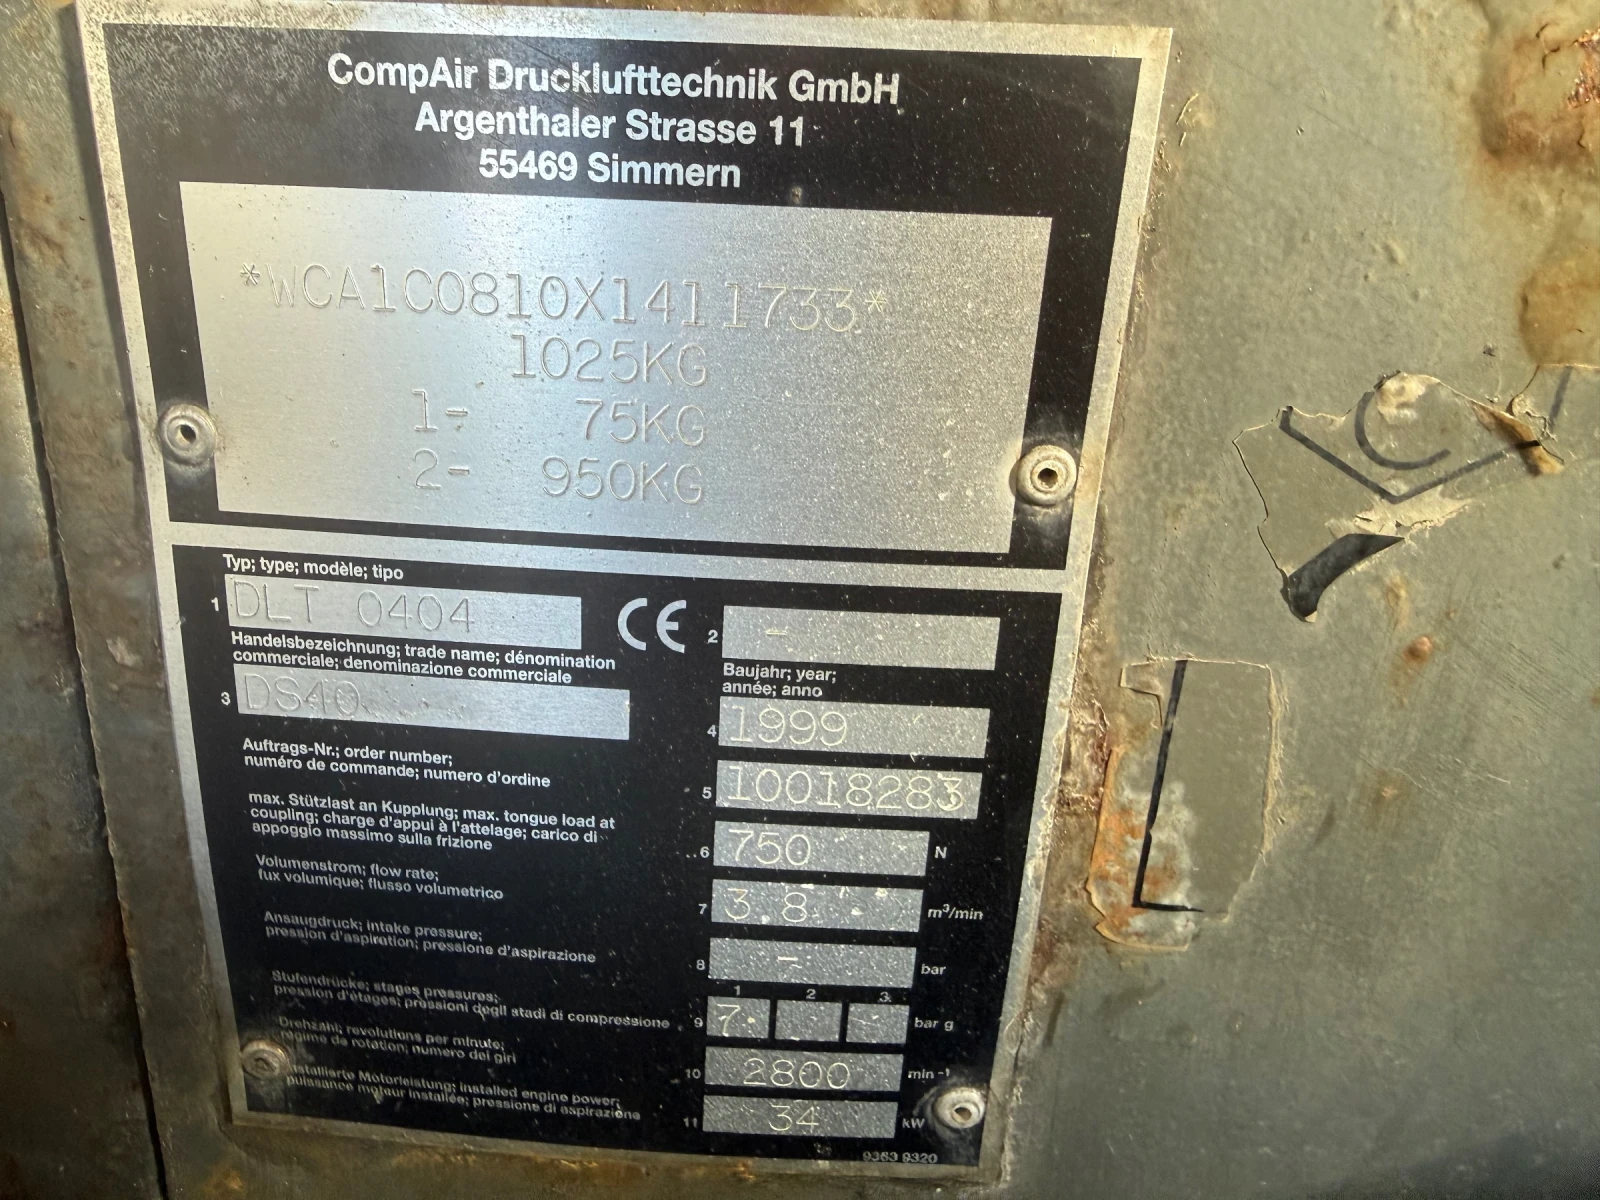 CompAir Drucklufttechnik GmbH
Argenthaler Strasse 11
55469 Simmern
*WCA1C0810X1411733*
1025KG
1- 75KG
2- 950KG
Typ; type; modèle; tipo
1 DLT 0404
CE
2 -
Handelsbezeichnung; trade name; dénomination
commerciale; denominazione commerciale
3 DS40
Baujahr; year;
année; anno
4 1999
Auftrags-Nr.; order number;
numéro de commande; numero d'ordine
5 10018283
max. Stützlast an Kupplung; max. tongue load at
coupling; charge d'appui à l'attelage; carico di
appoggio massimo sulla frizione
..6 750 N
Volumenstrom; flow rate;
fux volumique; flusso volumetrico
7 3.8 m³/min
Ansaugdruck; intake pressure;
pression d'aspiration; pressione d'aspirazione
8 - bar
Stufendrücke; stages pressures;
pression d'étages; pressioni degli stadi di compressione
1 2 3
9 7 bar g
Drehzahl; revolutions per minute;
régime de rotation; numero dei giri
10 2800 min⁻¹
Installierte Motorleistung; installed engine power;
puissance moteur installée; pressione di aspirazione
11 34 kW
9363 9320